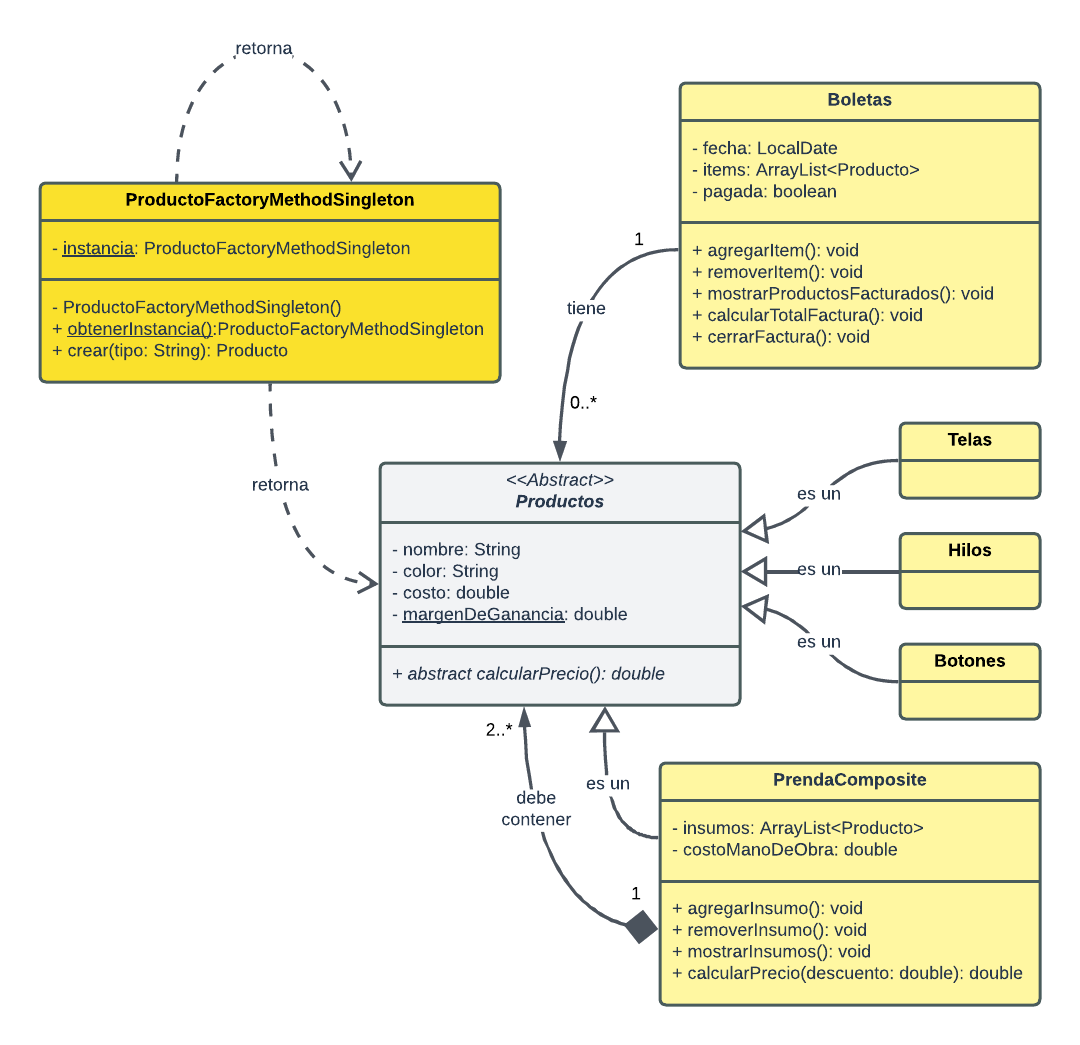 retorna
ProductoFactoryMethodSingleton
- instancia: ProductoFactoryMethodSingleton
- ProductoFactoryMethodSingleton()
+ obtenerInstancia():ProductoFactoryMethodSingleton
+ crear(tipo: String): Producto
retorna
Boletas
- fecha: LocalDate
- items: ArrayList<Producto>
- pagada: boolean
+ agregarItem(): void
+ removerItem(): void
+ mostrarProductosFacturados(): void
+ calcularTotalFactura(): void
+ cerrarFactura(): void
1
tiene
0..*
<<Abstract>>
Productos
- nombre: String
- color: String
- costo: double
- margenDeGanancia: double
+ abstract calcularPrecio(): double
Telas
es un
Hilos
es un
Botones
es un
2..*
debe
contener
1
es un
PrendaComposite
- insumos: ArrayList<Producto>
- costoManoDeObra: double
+ agregarInsumo(): void
+ removerInsumo(): void
+ mostrarInsumos(): void
+ calcularPrecio(descuento: double): double